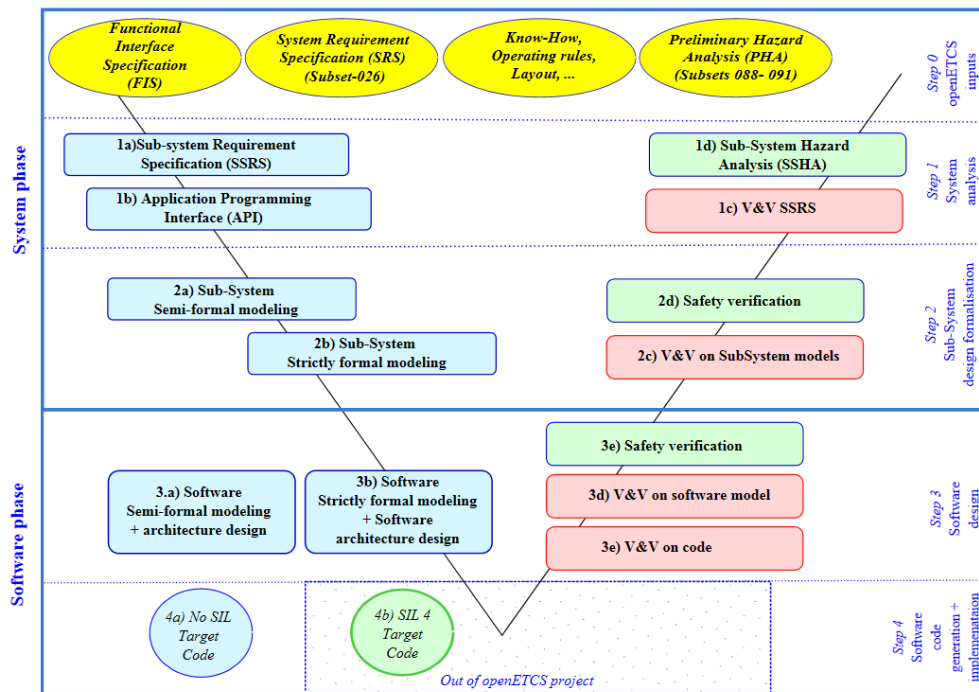 Functional
Interface
Specification
(FIS)
System Requirement
Specification (SRS)
(Subset-026)
Know-How,
Operating rules,
Layout, ...
Preliminary Hazard
Analysis (PHA)
(Subsets 088- 091)
Step 0
openETCS
inputs
System phase
1a)Sub-system Requirement
Specification (SSRS)
1b) Application Programming
Interface (API)
1d) Sub-System Hazard
Analysis (SSHA)
1c) V&V SSRS
Step 1
System
analysis
2a) Sub-System
Semi-formal modeling
2b) Sub-System
Strictly formal modeling
2d) Safety verification
2c) V&V on SubSystem models
Step 2
Sub-System
design formalisation
Software phase
3.a) Software
Semi-formal modeling
+ architecture design
3b) Software
Strictly formal modeling
+ Software
architecture design
3e) Safety verification
3d) V&V on software model
3e) V&V on code
Step 3
Software
design
4a) No SIL
Target
Code
4b) SIL 4
Target
Code
Out of openETCS project
Step 4
Software
code
generation +
implemenataion